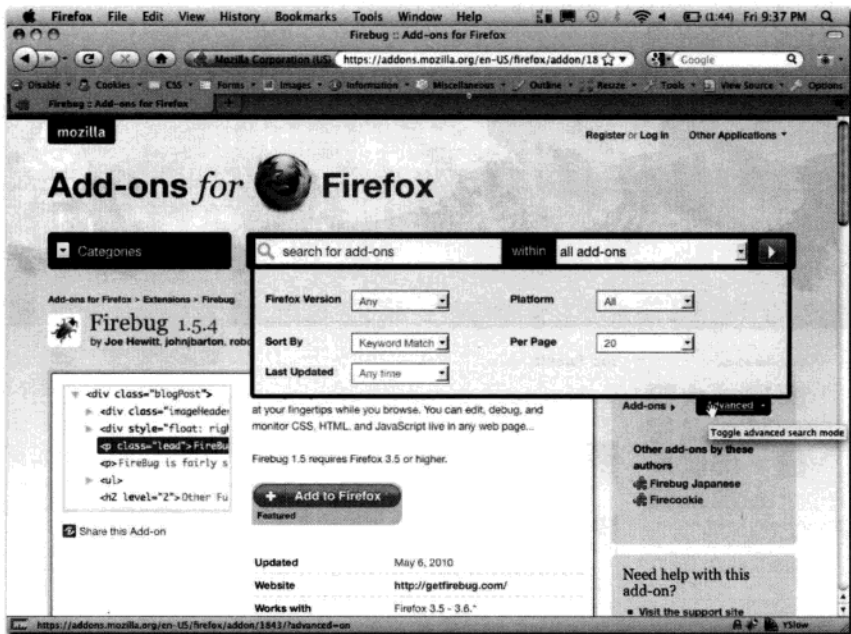 Firefox File Edit View History Bookmarks Tools Window Help (1:44) Fri 9:37 PM
Firebug :: Add-ons for Firefox
Mozilla Corporation (US) https://addons.mozilla.org/en-US/firefox/addon/18 Google
Disable Cookies CSS Forms Images Information Miscellaneous Outline Resize Tools View Source Options
Firebug :: Add-ons for Firefox
mozilla
Register or Log In Other Applications
Add-ons for Firefox
Categories
search for add-ons within all add-ons
Add-ons for Firefox > Extensions > Firebug
Firefox Version Any Platform All
Firebug 1.5.4
by Joe Hewitt, johnjbarton, robc
Sort By Keyword Match Per Page 20
Last Updated Any time
<div class="blogPost">
<div class="imageHeader
<div style="float: righ
<p class="lead">FireBu
<p>FireBug is fairly s
<ul>
<h2 level="2">Other Fu
Share this Add-on
at your fingertips while you browse. You can edit, debug, and
monitor CSS, HTML, and JavaScript live in any web page...
Firebug 1.5 requires Firefox 3.5 or higher.
+ Add to Firefox
Featured
Updated May 6, 2010
Website http://getfirebug.com/
Works with Firefox 3.5 - 3.6.*
Add-ons Advanced
Toggle advanced search mode
Other add-ons by these
authors
Firebug Japanese
Firecookie
Need help with this
add-on?
Visit the support site
https://addons.mozilla.org/en-US/firefox/addon/1843/?advanced=on YSlow